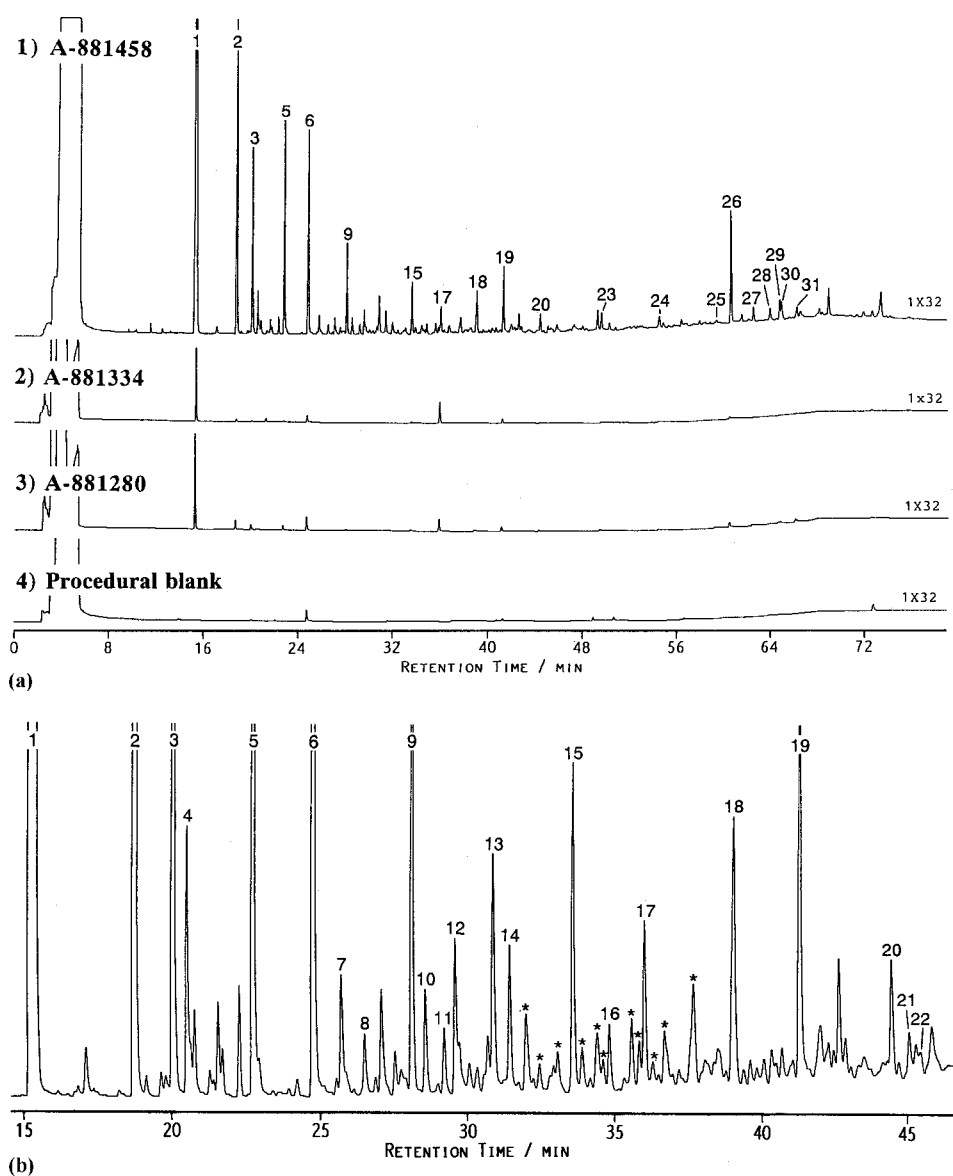 1) A-881458
1 2 3 5 6 9 15 17 18 19 20 23 24 25 26 27 28 29 30 31
1X32
2) A-881334
1×32
3) A-881280
1X32
4) Procedural blank
1X32
0 16 24 32 40 48 56 64 72
RETENTION TIME / MIN
(a)
1 2 3 4 5 6 7 8 9 10 11 12 13 14 * * * 15 * * * 16 * * * * 17 * 18 19 20 21 22
15 20 25 30 35 40 45
RETENTION TIME / MIN
(b)